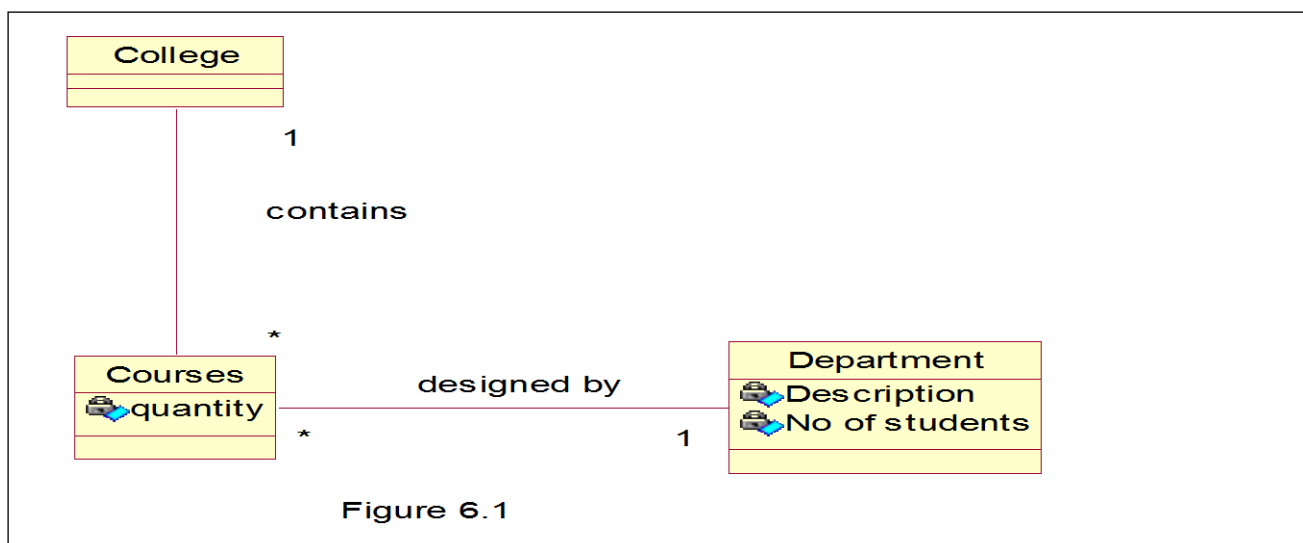 College
1
contains
*
Courses
quantity
designed by
*
1
Department
Description
No of students
Figure 6.1